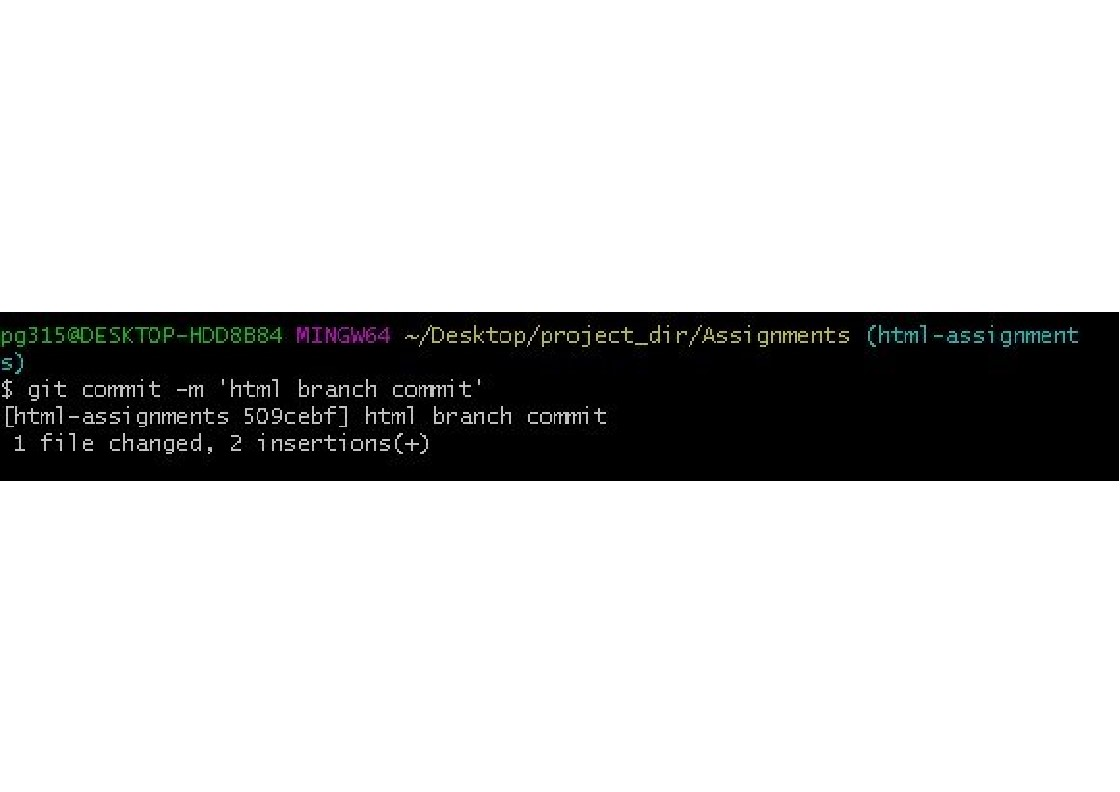 pg315@DESKTOP-HDD8B84 MINGW64 ~/Desktop/project_dir/Assignments (html-assignment
s)
$ git commit -m 'html branch commit'
[html-assignments 509cebf] html branch commit
 1 file changed, 2 insertions(+)